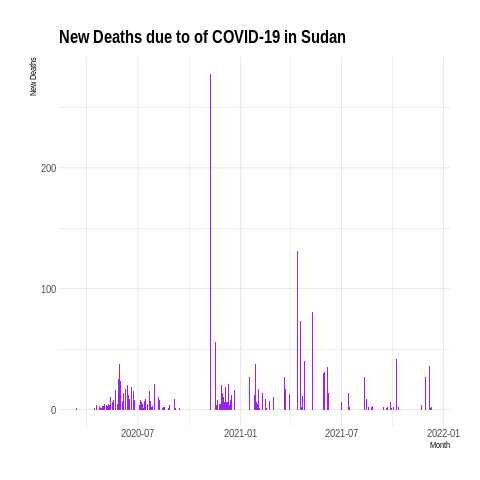 New Deaths due to of COVID-19 in Sudan
New Deaths
200
100
0
2020-07 2021-01 2021-07 2022-01
Month